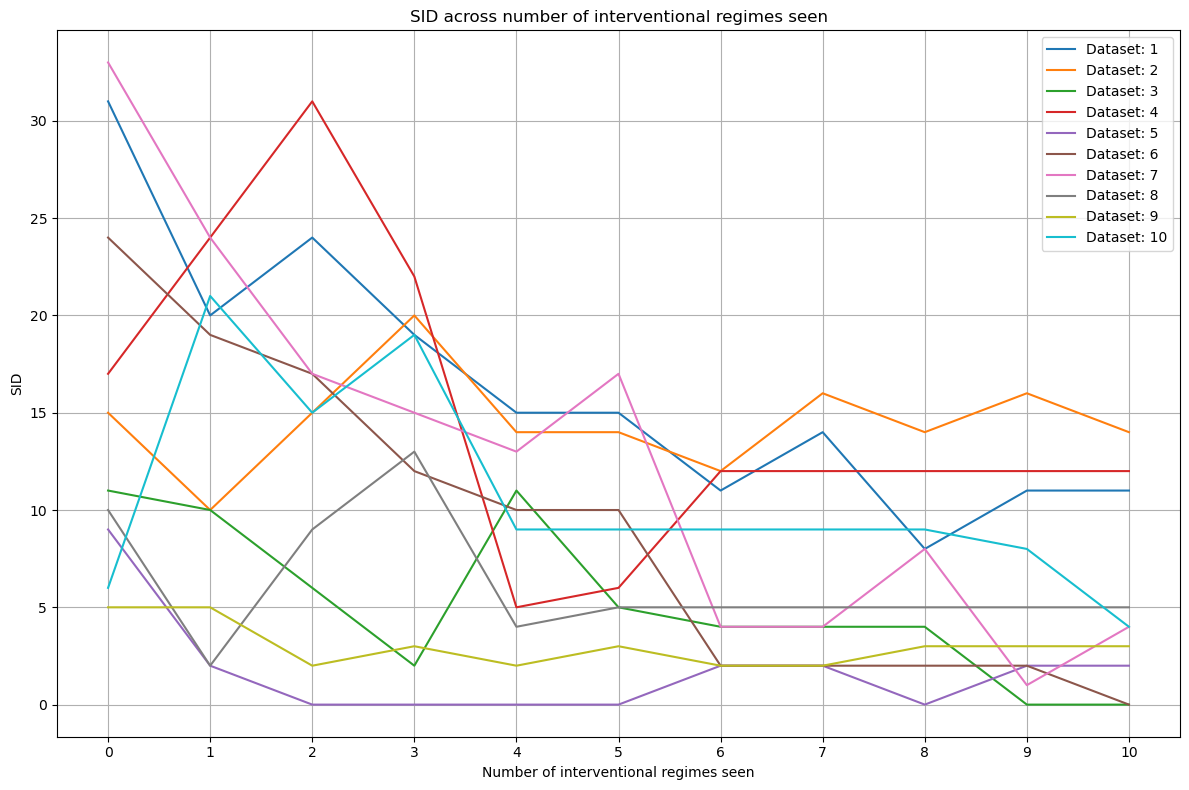 SID across number of interventional regimes seen
Dataset: 1
Dataset: 2
Dataset: 3
Dataset: 4
Dataset: 5
Dataset: 6
Dataset: 7
Dataset: 8
Dataset: 9
Dataset: 10
SID
30
25
20
15
10
5
0
0 1 2 3 4 5 6 7 8 9 10
Number of interventional regimes seen